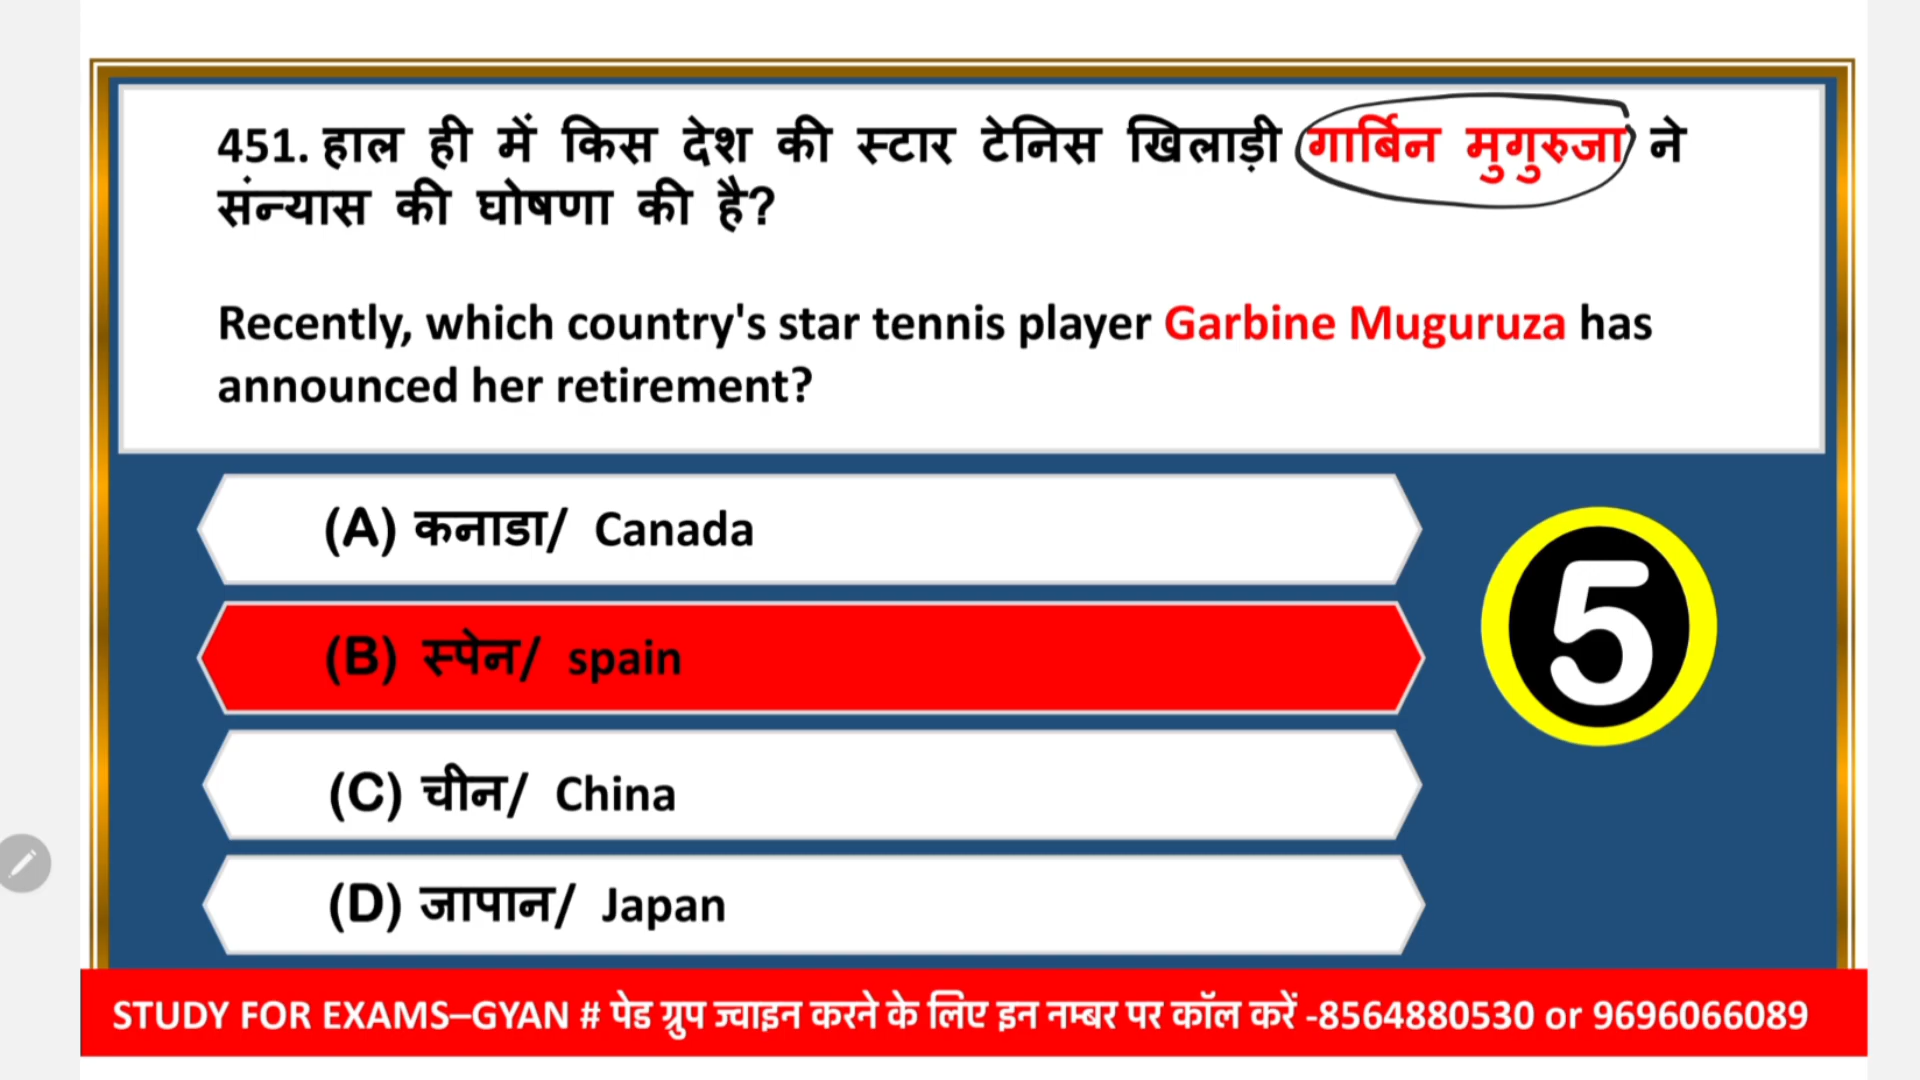 451. हाल ही में किस देश की स्टार टेनिस खिलाड़ी गार्बिन मुगुरुजा ने
संन्यास की घोषणा की है?
Recently, which country's star tennis player Garbine Muguruza has
announced her retirement?
(A) कनाडा/ Canada
(B) स्पेन/ spain
5
(C) चीन/ China
(D) जापान/ Japan
STUDY FOR EXAMS–GYAN # पेड ग्रुप ज्वाइन करने के लिए इन नम्बर पर कॉल करें -8564880530 or 9696066089